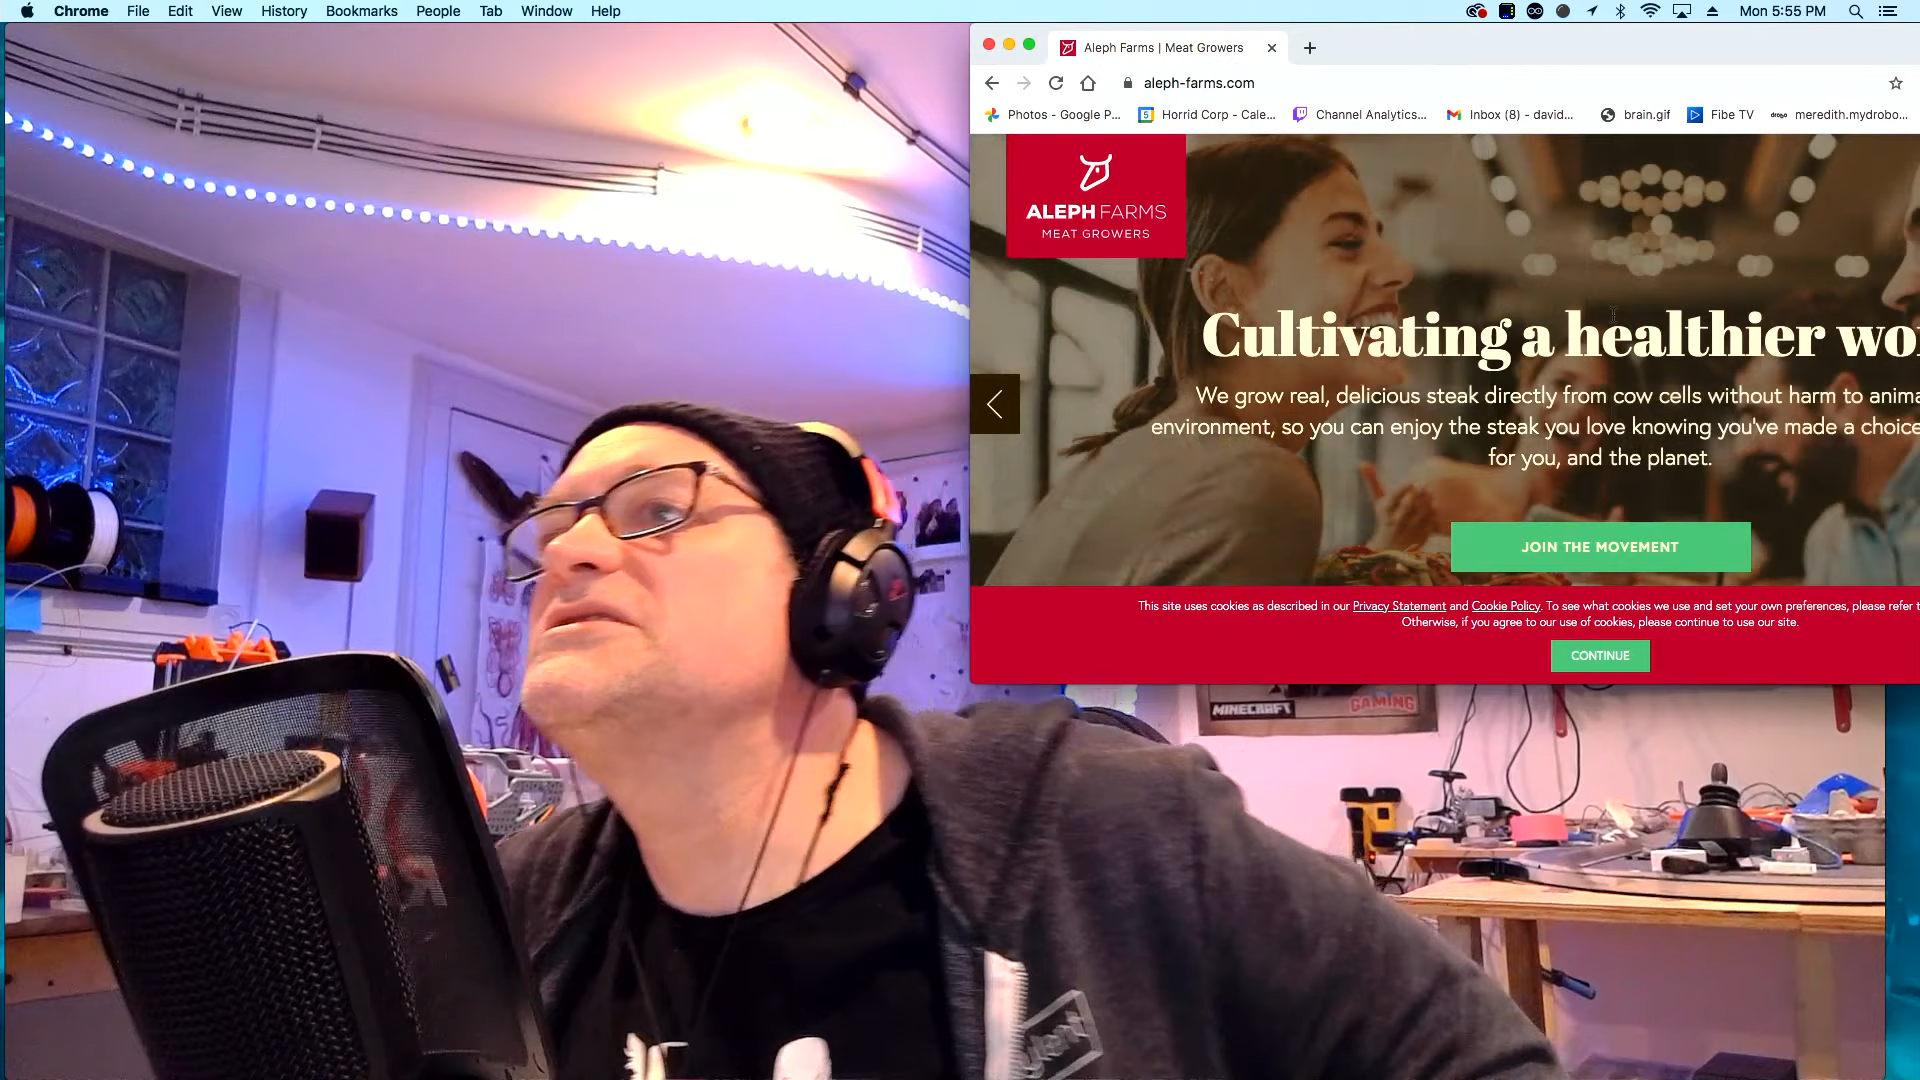 Chrome File Edit View History Bookmarks People Tab Window Help
Mon 5:55 PM
Aleph Farms | Meat Growers
aleph-farms.com
Photos - Google P... Horrid Corp - Cale... Channel Analytics... Inbox (8) - david... brain.gif Fibe TV meredith.mydrobo...
ALEPH FARMS
MEAT GROWERS
Cultivating a healthier wo
We grow real, delicious steak directly from cow cells without harm to anima
environment, so you can enjoy the steak you love knowing you've made a choice
for you, and the planet.
JOIN THE MOVEMENT
This site uses cookies as described in our Privacy Statement and Cookie Policy. To see what cookies we use and set your own preferences, please refer t
Otherwise, if you agree to our use of cookies, please continue to use our site.
CONTINUE
MINECRAFT GAMING